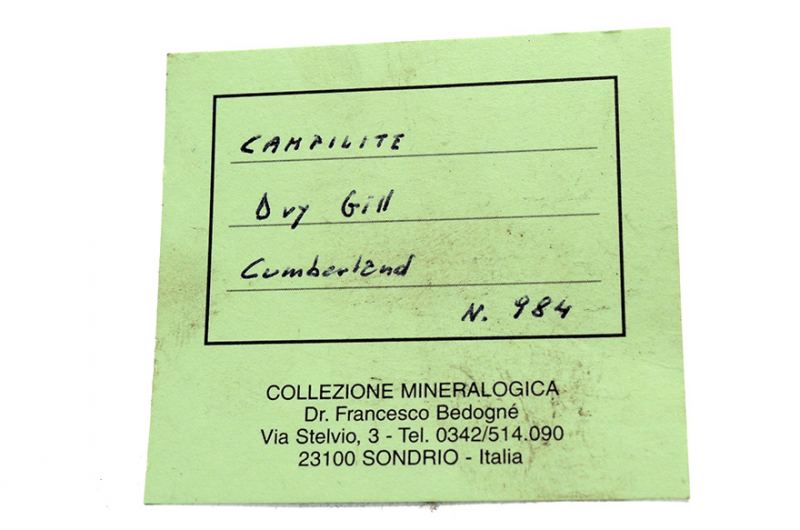 CAMPILITE
Dry Gill
Cumberland
N. 984
COLLEZIONE MINERALOGICA
Dr. Francesco Bedogné
Via Stelvio, 3 - Tel. 0342/514.090
23100 SONDRIO - Italia